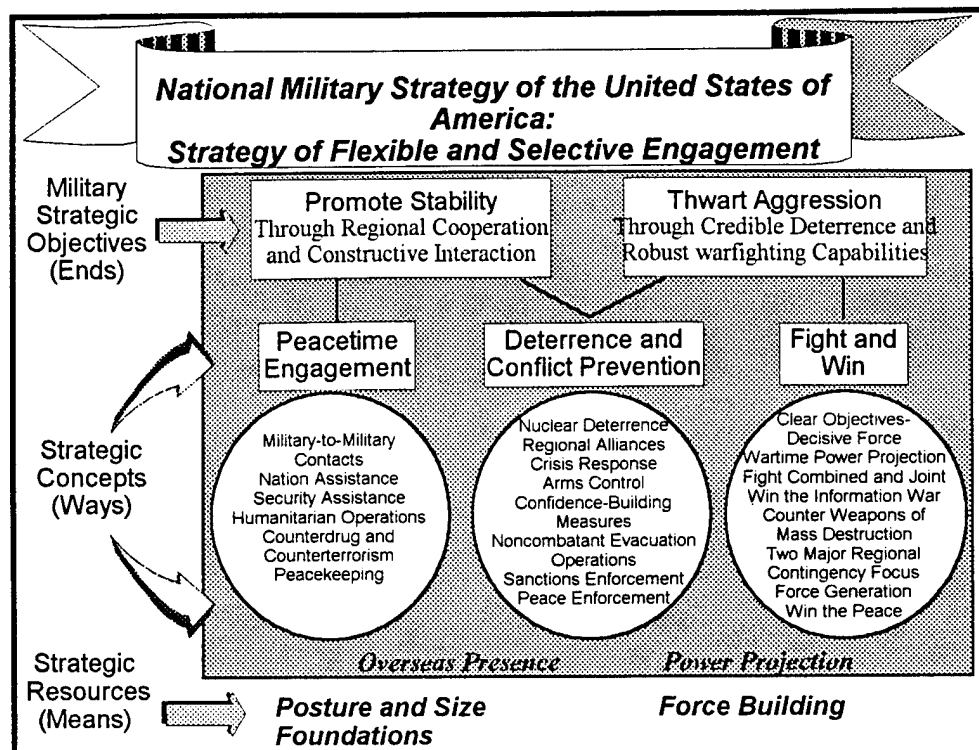 National Military Strategy of the United States of
America:
Strategy of Flexible and Selective Engagement
Military
Strategic
Objectives
(Ends)
Promote Stability
Through Regional Cooperation
and Constructive Interaction
Thwart Aggression
Through Credible Deterrence and
Robust warfighting Capabilities
Strategic
Concepts
(Ways)
Peacetime
Engagement
Deterrence and
Conflict Prevention
Fight and
Win
Military-to-Military
Contacts
Nation Assistance
Security Assistance
Humanitarian Operations
Counterdrug and
Counterterrorism
Peacekeeping
Nuclear Deterrence
Regional Alliances
Crisis Response
Arms Control
Confidence-Building
Measures
Noncombatant Evacuation
Operations
Sanctions Enforcement
Peace Enforcement
Clear Objectives-
Decisive Force
Wartime Power Projection
Fight Combined and Joint
Win the Information War
Counter Weapons of
Mass Destruction
Two Major Regional
Contingency Focus
Force Generation
Win the Peace
Overseas Presence
Power Projection
Strategic
Resources
(Means)
Posture and Size
Foundations
Force Building